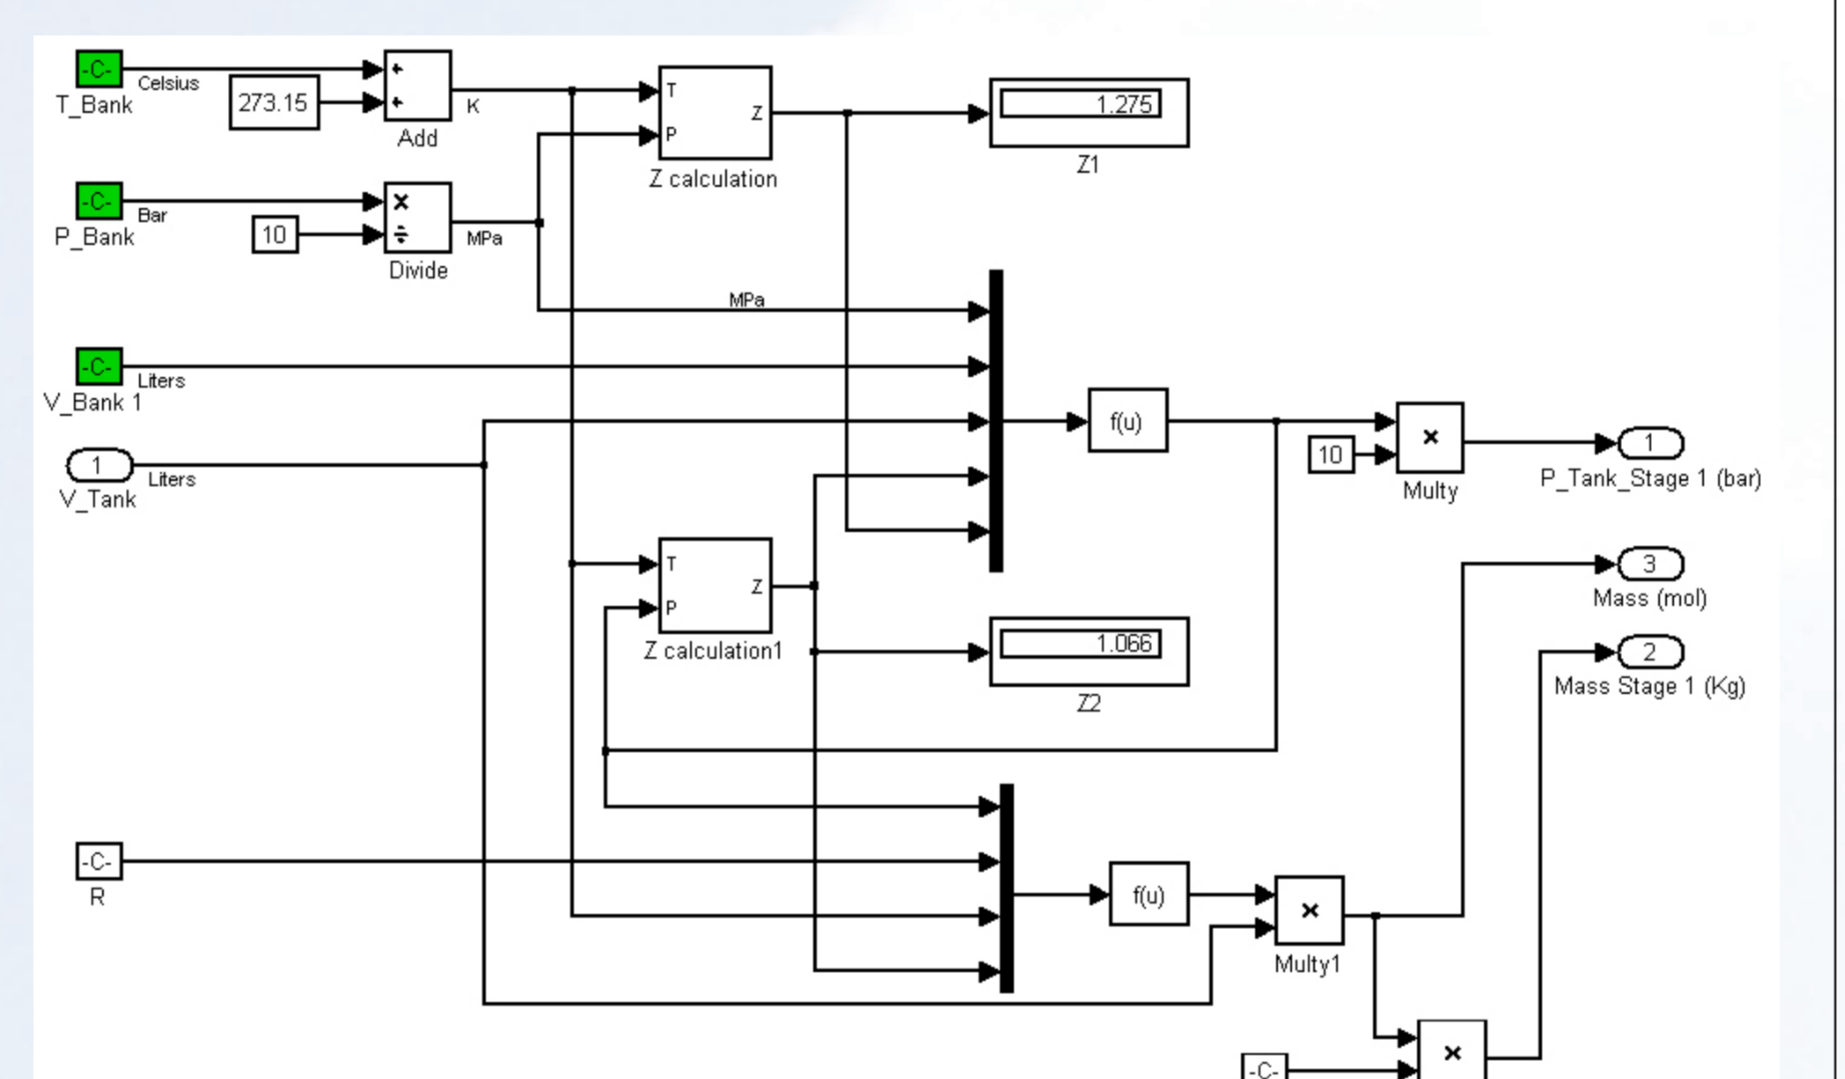 -C-
Celsius
T_Bank
273.15
+
+
K
Add
T
P
Z
Z calculation
1.275
Z1
-C-
Bar
P_Bank
10
×
÷
MPa
Divide
MPa
-C-
Liters
V_Bank 1
1
Liters
V_Tank
f(u)
10
×
Multy
1
P_Tank_Stage 1 (bar)
T
P
Z
Z calculation1
1.066
Z2
3
Mass (mol)
2
Mass Stage 1 (Kg)
-C-
R
f(u)
×
Multy1
×
-C-